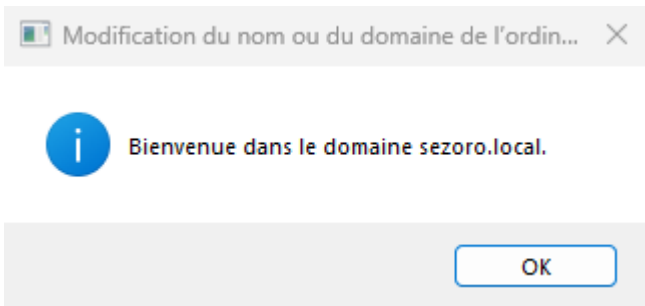 Modification du nom ou du domaine de l'ordin...
Bienvenue dans le domaine sezoro.local.
OK